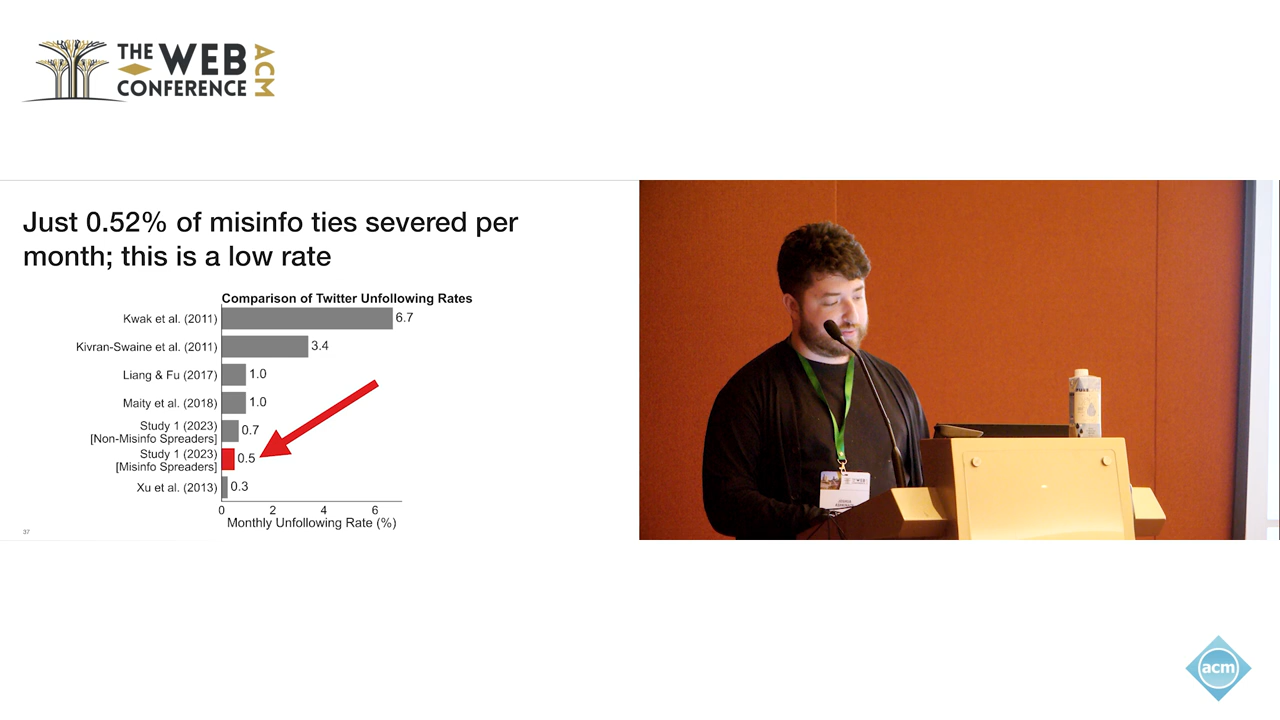 THE WEB
CONFERENCE
ACM
Just 0.52% of misinfo ties severed per
month; this is a low rate
Comparison of Twitter Unfollowing Rates
Kwak et al. (2011) 6.7
Kivran-Swaine et al. (2011) 3.4
Liang & Fu (2017) 1.0
Maity et al. (2018) 1.0
Study 1 (2023)
[Non-Misinfo Spreaders] 0.7
Study 1 (2023)
[Misinfo Spreaders] 0.5
Xu et al. (2013) 0.3
0 2 4 6
Monthly Unfollowing Rate (%)
37
acm